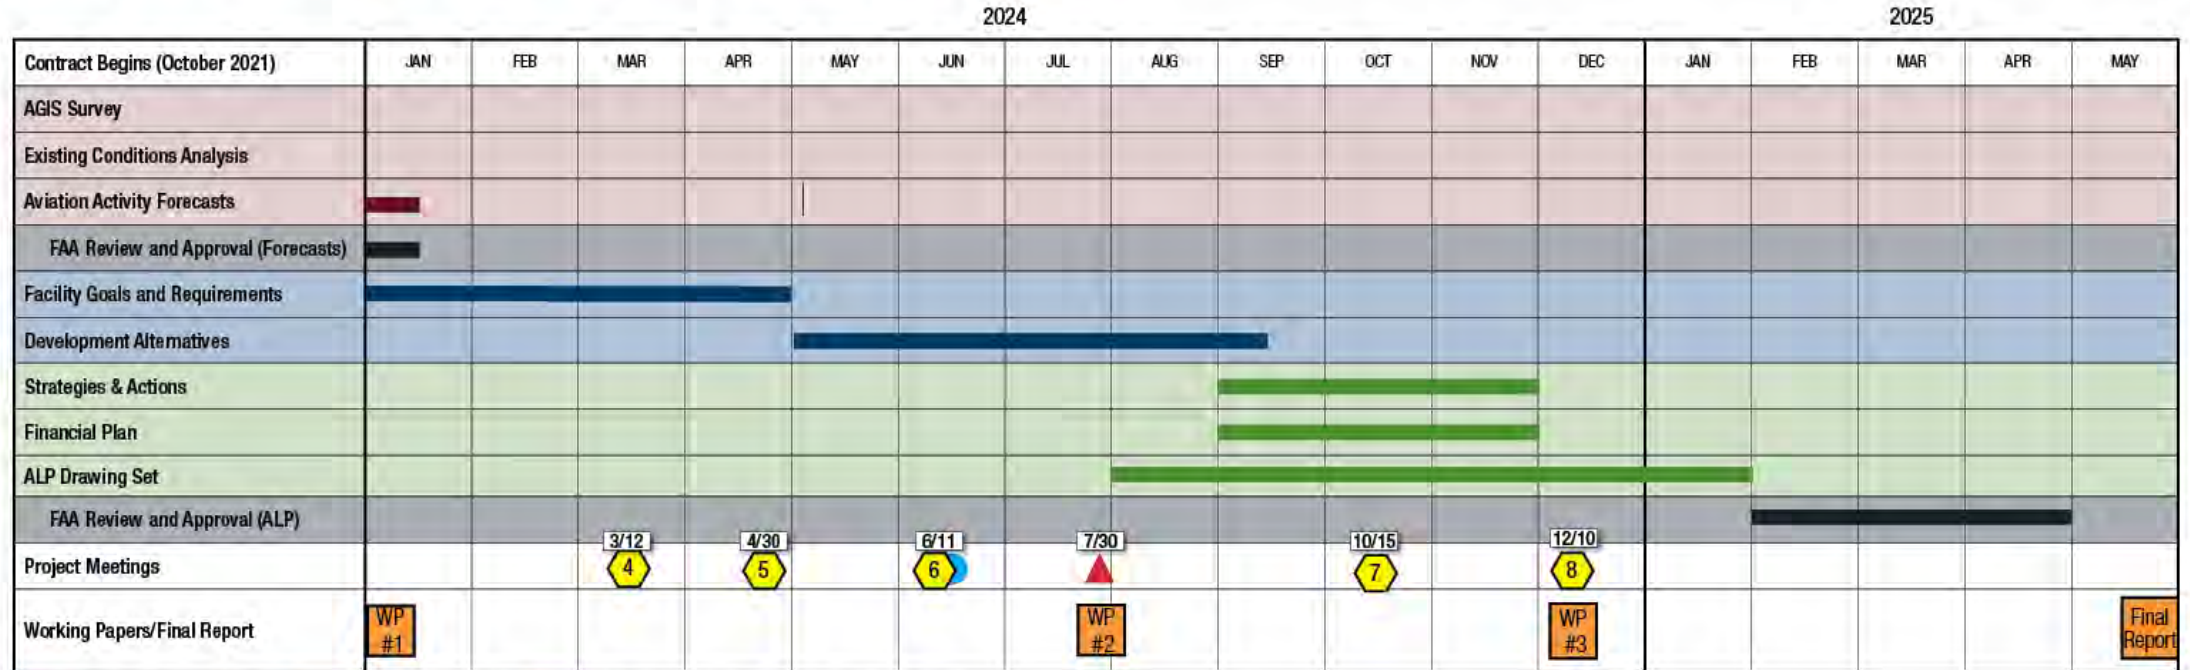 2024 2025
Contract Begins (October 2021) JAN FEB MAR APR MAY JUN JUL AUG SEP OCT NOV DEC JAN FEB MAR APR MAY
AGIS Survey
Existing Conditions Analysis
Aviation Activity Forecasts
FAA Review and Approval (Forecasts)
Facility Goals and Requirements
Development Alternatives
Strategies & Actions
Financial Plan
ALP Drawing Set
FAA Review and Approval (ALP)
3/12 4/30 6/11 7/30 10/15 12/10
Project Meetings 4 5 6 7 8
WP WP WP Final
Working Papers/Final Report
#1 #2 #3 Report